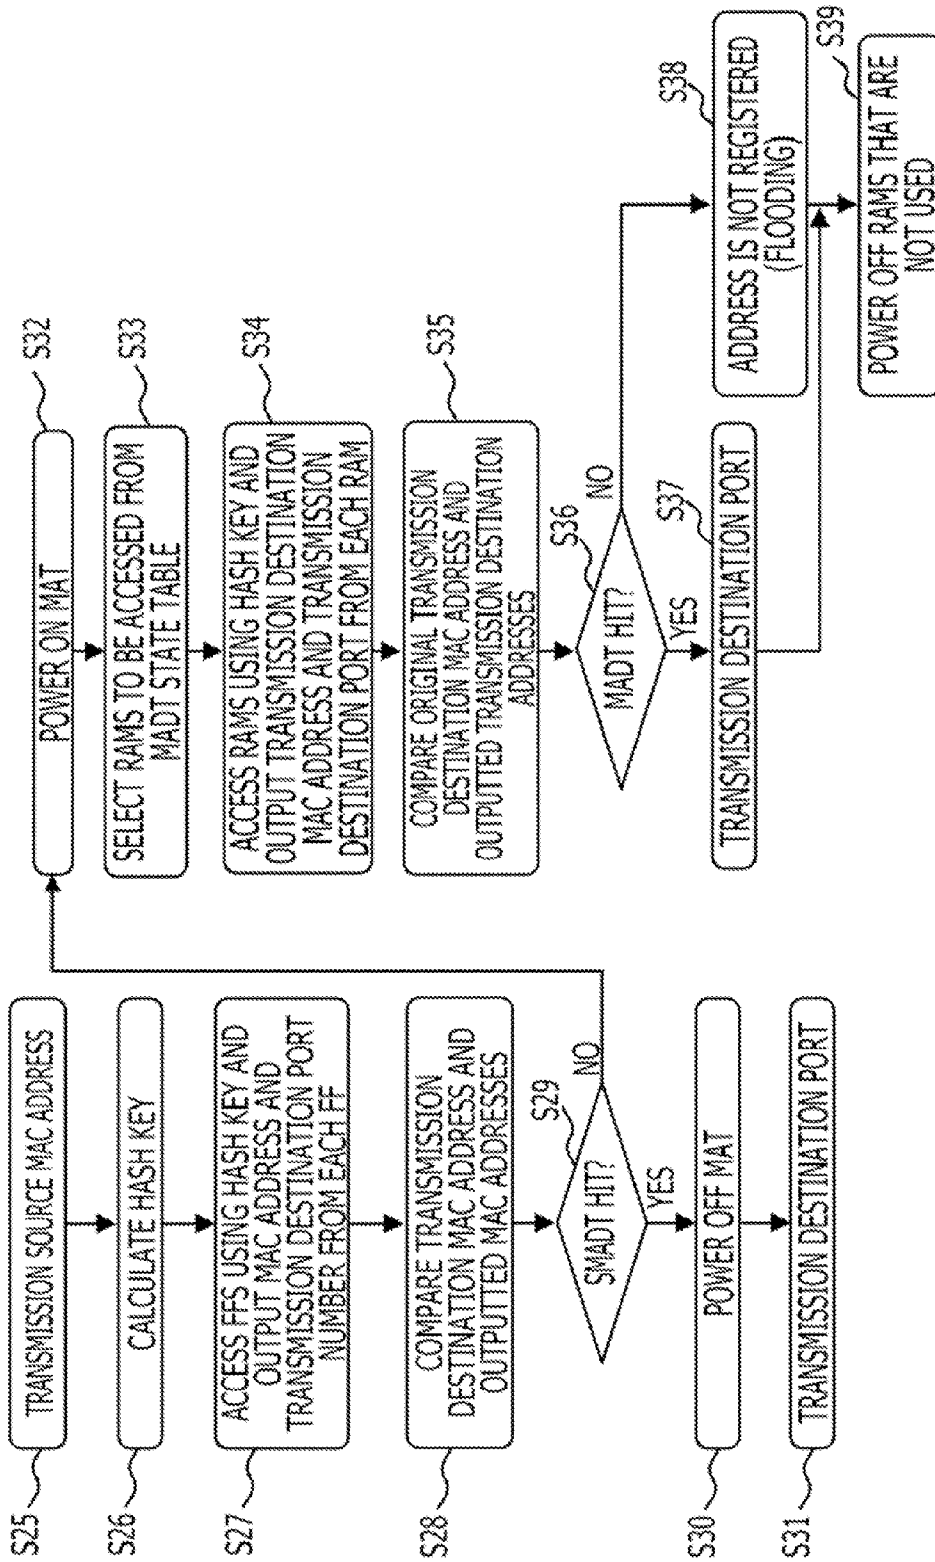 S25
TRANSMISSION SOURCE MAC ADDRESS
S26
CALCULATE HASH KEY
S27
ACCESS FFS USING HASH KEY AND
OUTPUT MAC ADDRESS AND
TRANSMISSION DESTINATION PORT
NUMBER FROM EACH FF
S28
COMPARE TRANSMISSION
DESTINATION MAC ADDRESS AND
OUTPUTTED MAC ADDRESSES
S29
SMADT HIT?
NO
YES
S30
POWER OFF MAT
S31
TRANSMISSION DESTINATION PORT
S32
POWER ON MAT
S33
SELECT RAMS TO BE ACCESSED FROM
MADT STATE TABLE
S34
ACCESS RAMS USING HASH KEY AND
OUTPUT TRANSMISSION DESTINATION
MAC ADDRESS AND TRANSMISSION
DESTINATION PORT FROM EACH RAM
S35
COMPARE ORIGINAL TRANSMISSION
DESTINATION MAC ADDRESS AND
OUTPUTTED TRANSMISSION DESTINATION
ADDRESSES
S36
MADT HIT?
NO
YES
S37
TRANSMISSION DESTINATION PORT
S38
ADDRESS IS NOT REGISTERED
(FLOODING)
S39
POWER OFF RAMS THAT ARE
NOT USED